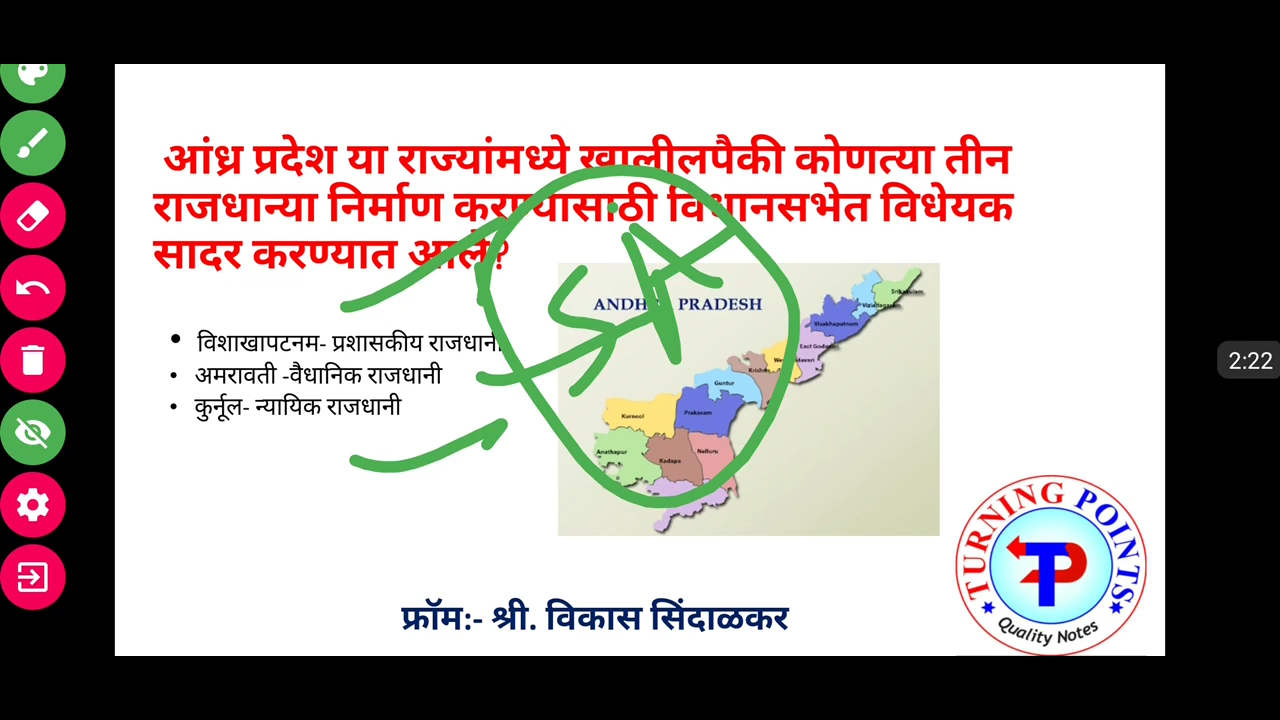 आंध्र प्रदेश या राज्यांमध्ये खालीलपैकी कोणत्या तीन
राजधान्या निर्माण करण्यासाठी विधानसभेत विधेयक
सादर करण्यात आले?
• विशाखापटनम- प्रशासकीय राजधानी
• अमरावती -वैधानिक राजधानी
• कुर्नूल- न्यायिक राजधानी
SA
ANDHRA PRADESH
Srikakulam
Vizianagaram
Visakhapatnam
East Godavari
West Godavari
Krishna
Guntur
Kurnool
Prakasam
Anathapur
Kadapa
Nelluru
2:22
TURNING POINTS
TP
Quality Notes
फ्रॉम:- श्री. विकास सिंदाळकर